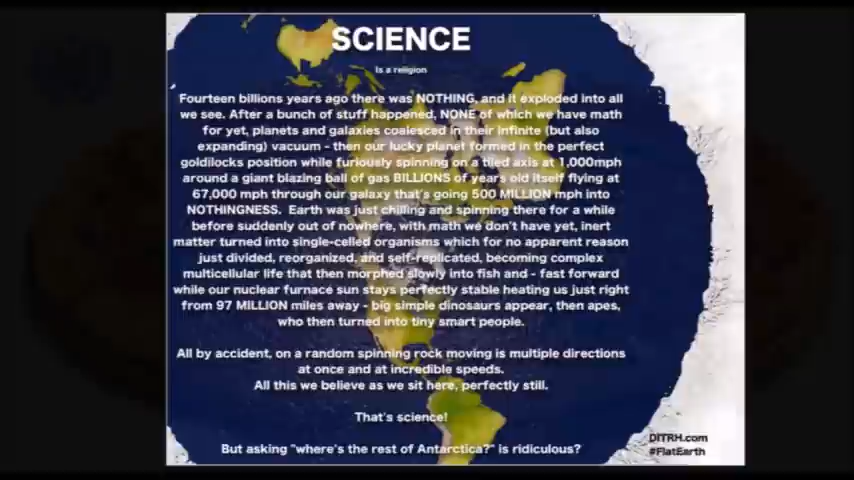 SCIENCE
Is a religion
Fourteen billions years ago there was NOTHING, and it exploded into all
we see. After a bunch of stuff happened, NONE of which we have math
for yet, planets and galaxies coalesced in their infinite (but also
expanding) vacuum - then our lucky planet formed in the perfect
goldilocks position while furiously spinning on a tiled axis at 1,000mph
around a giant blazing ball of gas BILLIONS of years old itself flying at
67,000 mph through our galaxy that's going 500 MILLION mph into
NOTHINGNESS. Earth was just chilling and spinning there for a while
before suddenly out of nowhere, with math we don't have yet, inert
matter turned into single-celled organisms which for no apparent reason
just divided, reorganized, and self-replicated, becoming complex
multicellular life that then morphed slowly into fish and - fast forward
while our nuclear furnace sun stays perfectly stable heating us just right
from 97 MILLION miles away - big simple dinosaurs appear, then apes,
who then turned into tiny smart people.
All by accident, on a random spinning rock moving is multiple directions
at once and at incredible speeds.
All this we believe as we sit here, perfectly still.
That's science!
But asking "where's the rest of Antarctica?" is ridiculous?
DITRH.com
#FlatEarth